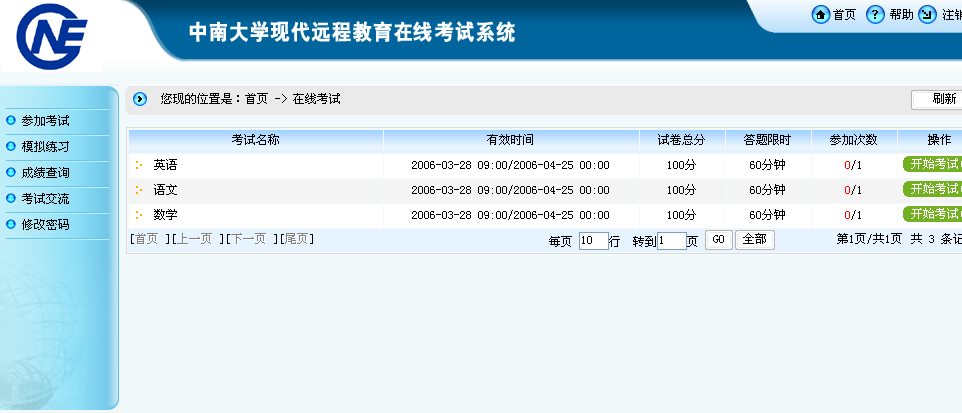 中南大学现代远程教育在线考试系统
首页 帮助 注销
您现的位置是：首页 -> 在线考试
刷新
参加考试
模拟练习
成绩查询
考试交流
修改密码
考试名称 有效时间 试卷总分 答题限时 参加次数 操作
英语 2006-03-28 09:00/2006-04-25 00:00 100分 60分钟 0/1 开始考试
语文 2006-03-28 09:00/2006-04-25 00:00 100分 60分钟 0/1 开始考试
数学 2006-03-28 09:00/2006-04-25 00:00 100分 60分钟 0/1 开始考试
[首页 ][上一页 ][下一页 ][尾页] 每页 10 行 转到 1 页 GO 全部 第1页/共1页 共 3 条记